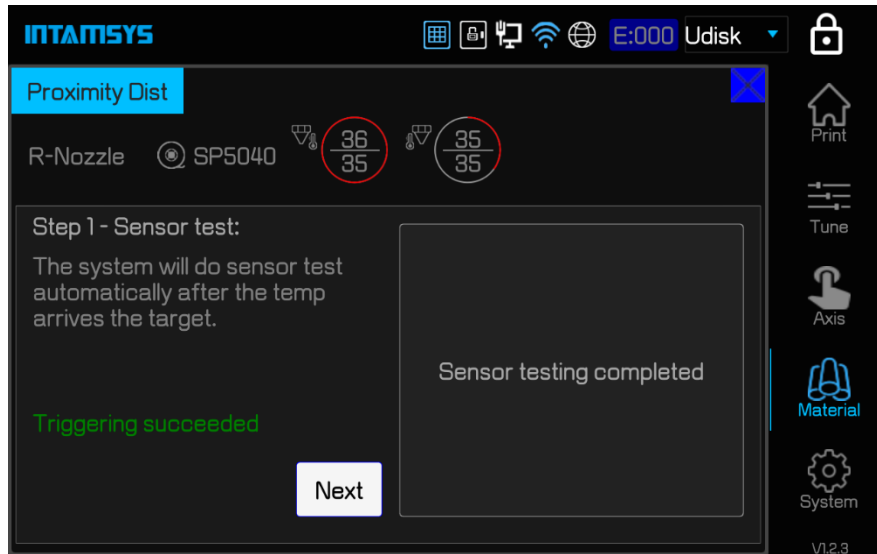 INTAMSYS
E:000 Udisk
Proximity Dist
Print
R-Nozzle SP5040 36 35 35 35
Tune
Step 1 - Sensor test:
The system will do sensor test
automatically after the temp
arrives the target.
Axis
Sensor testing completed
Material
Triggering succeeded
Next
System
V1.2.3